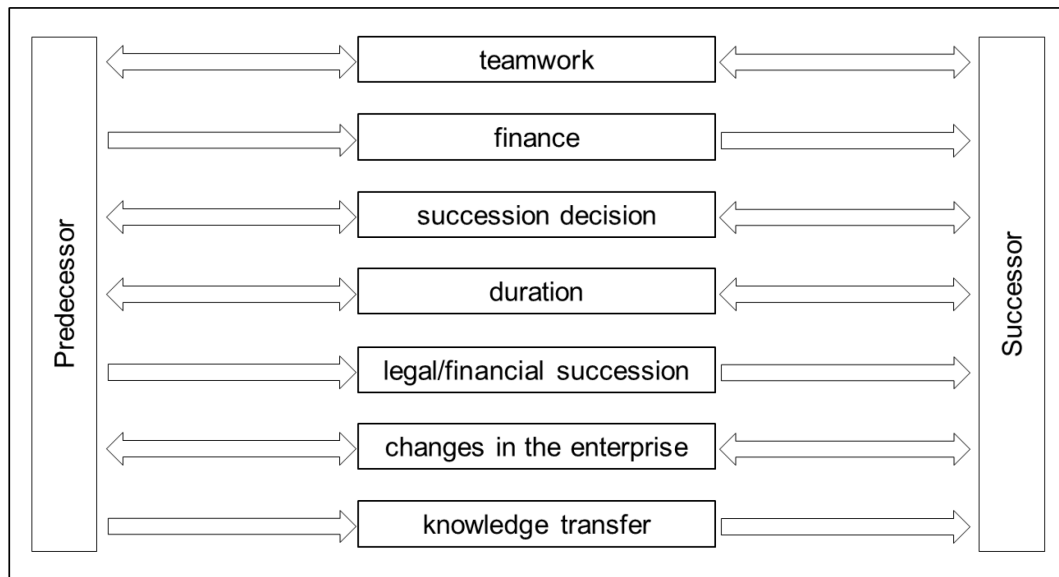 Predecessor
teamwork
finance
succession decision
duration
legal/financial succession
changes in the enterprise
knowledge transfer
Successor